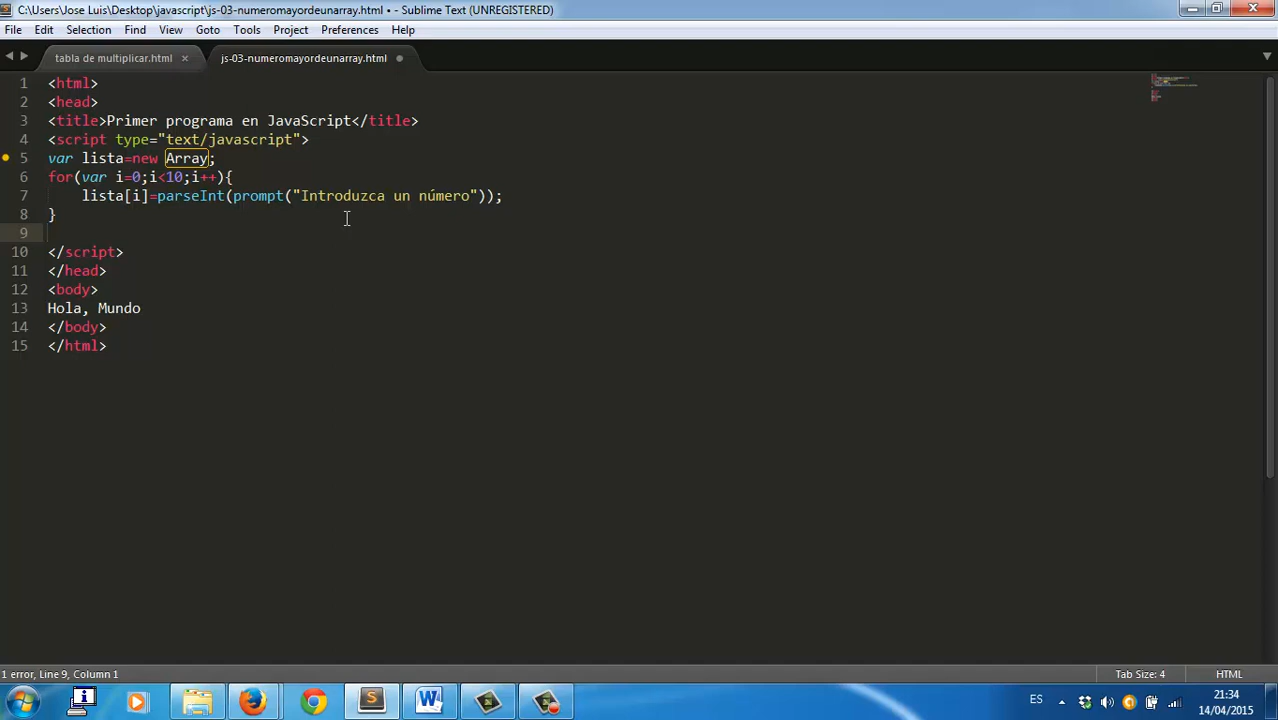 C:\Users\Jose Luis\Desktop\javascript\js-03-numeromayordeunarray.html • - Sublime Text (UNREGISTERED)
File Edit Selection Find View Goto Tools Project Preferences Help
tabla de multiplicar.html js-03-numeromayordeunarray.html
1 <html>
2 <head>
3 <title>Primer programa en JavaScript</title>
4 <script type="text/javascript">
5 var lista=new Array;
6 for(var i=0;i<10;i++){
7 lista[i]=parseInt(prompt("Introduzca un número"));
8 }
9
10 </script>
11 </head>
12 <body>
13 Hola, Mundo
14 </body>
15 </html>
1 error, Line 9, Column 1 Tab Size: 4 HTML
ES 21:34
14/04/2015